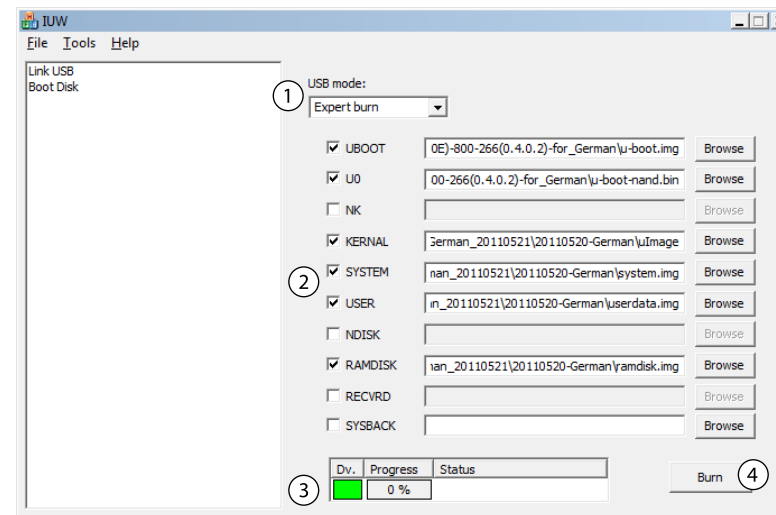 IUW
File Tools Help
Link USB
Boot Disk
1
USB mode:
Expert burn
UBOOT 0E)-800-266(0.4.0.2)-for_German\u-boot.img Browse
U0 00-266(0.4.0.2)-for_German\u-boot-nand.bin Browse
NK Browse
KERNAL German_20110521\20110520-German\uImage Browse
2
SYSTEM nan_20110521\20110520-German\system.img Browse
USER n_20110521\20110520-German\userdata.img Browse
NDISK Browse
RAMDISK nan_20110521\20110520-German\ramdisk.img Browse
RECVRD Browse
SYSBACK Browse
Dv. Progress Status
3
0 %
Burn 4